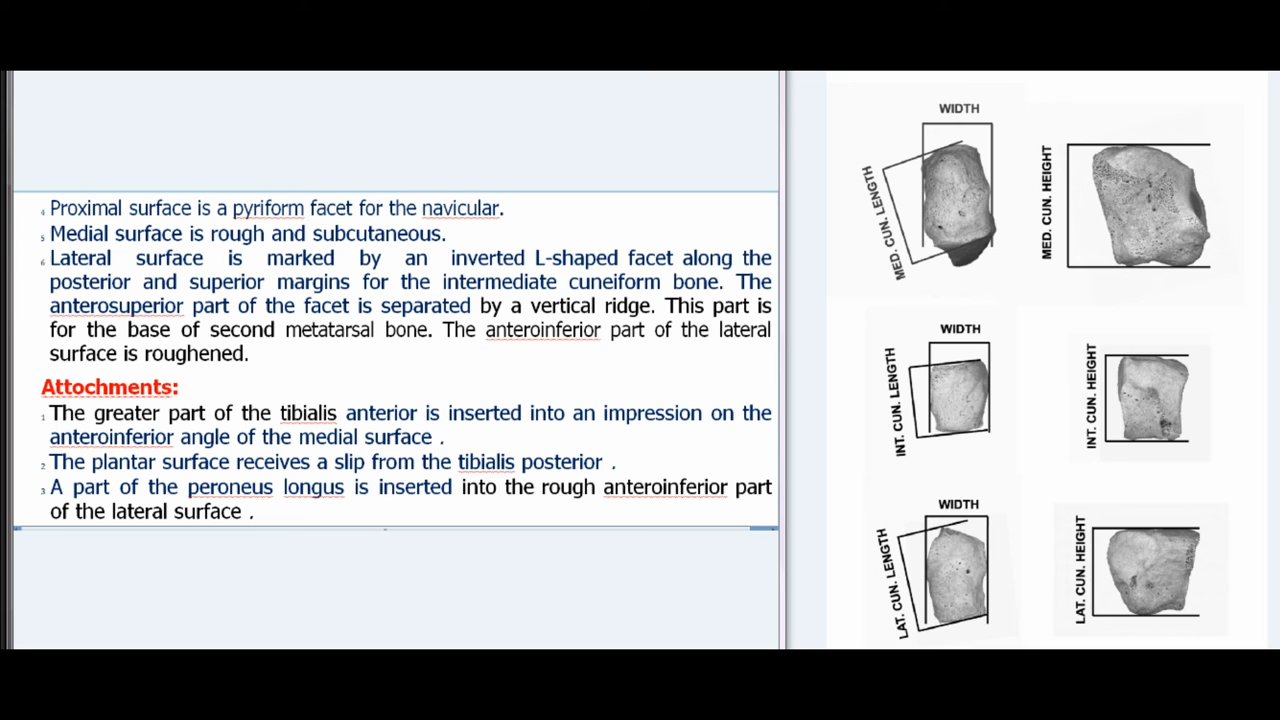 4 Proximal surface is a pyriform facet for the navicular.
5 Medial surface is rough and subcutaneous.
6 Lateral surface is marked by an inverted L-shaped facet along the
posterior and superior margins for the intermediate cuneiform bone. The
anterosuperior part of the facet is separated by a vertical ridge. This part is
for the base of second metatarsal bone. The anteroinferior part of the lateral
surface is roughened.
Attochments:
1 The greater part of the tibialis anterior is inserted into an impression on the
anteroinferior angle of the medial surface .
2 The plantar surface receives a slip from the tibialis posterior .
3 A part of the peroneus longus is inserted into the rough anteroinferior part
of the lateral surface .
WIDTH
MED. CUN. LENGTH
MED. CUN. HEIGHT
WIDTH
INT. CUN. LENGTH
INT. CUN. HEIGHT
WIDTH
LAT. CUN. LENGTH
LAT. CUN. HEIGHT